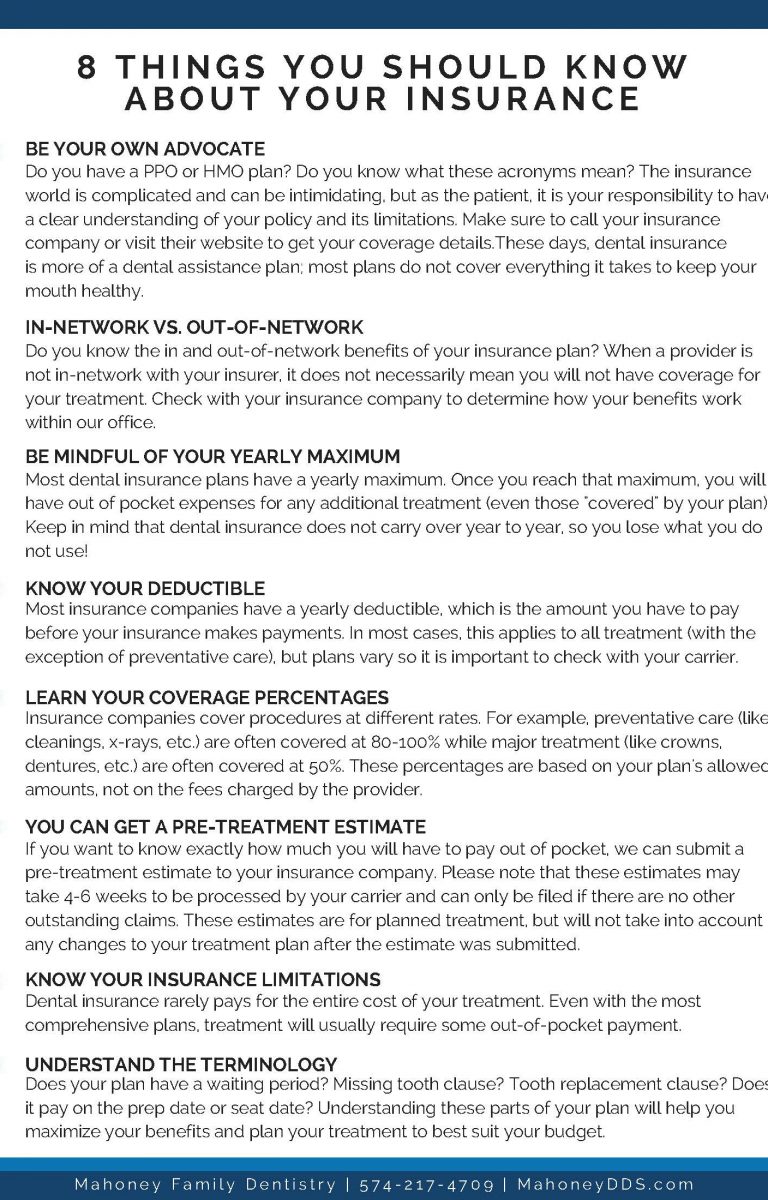 8 THINGS YOU SHOULD KNOW
ABOUT YOUR INSURANCE
BE YOUR OWN ADVOCATE
Do you have a PPO or HMO plan? Do you know what these acronyms mean? The insurance
world is complicated and can be intimidating, but as the patient, it is your responsibility to hav
a clear understanding of your policy and its limitations. Make sure to call your insurance
company or visit their website to get your coverage details.These days, dental insurance
is more of a dental assistance plan; most plans do not cover everything it takes to keep your
mouth healthy.
IN-NETWORK VS. OUT-OF-NETWORK
Do you know the in and out-of-network benefits of your insurance plan? When a provider is
not in-network with your insurer, it does not necessarily mean you will not have coverage for
your treatment. Check with your insurance company to determine how your benefits work
within our office.
BE MINDFUL OF YOUR YEARLY MAXIMUM
Most dental insurance plans have a yearly maximum. Once you reach that maximum, you will
have out of pocket expenses for any additional treatment (even those "covered" by your plan)
Keep in mind that dental insurance does not carry over year to year, so you lose what you do
not use!
KNOW YOUR DEDUCTIBLE
Most insurance companies have a yearly deductible, which is the amount you have to pay
before your insurance makes payments. In most cases, this applies to all treatment (with the
exception of preventative care), but plans vary so it is important to check with your carrier.
LEARN YOUR COVERAGE PERCENTAGES
Insurance companies cover procedures at different rates. For example, preventative care (like
cleanings, x-rays, etc.) are often covered at 80-100% while major treatment (like crowns,
dentures, etc.) are often covered at 50%. These percentages are based on your plan's allowed
amounts, not on the fees charged by the provider.
YOU CAN GET A PRE-TREATMENT ESTIMATE
If you want to know exactly how much you will have to pay out of pocket, we can submit a
pre-treatment estimate to your insurance company. Please note that these estimates may
take 4-6 weeks to be processed by your carrier and can only be filed if there are no other
outstanding claims. These estimates are for planned treatment, but will not take into account
any changes to your treatment plan after the estimate was submitted.
KNOW YOUR INSURANCE LIMITATIONS
Dental insurance rarely pays for the entire cost of your treatment. Even with the most
comprehensive plans, treatment will usually require some out-of-pocket payment.
UNDERSTAND THE TERMINOLOGY
Does your plan have a waiting period? Missing tooth clause? Tooth replacement clause? Does
it pay on the prep date or seat date? Understanding these parts of your plan will help you
maximize your benefits and plan your treatment to best suit your budget.
Mahoney Family Dentistry | 574-217-4709 | MahoneyDDS.com